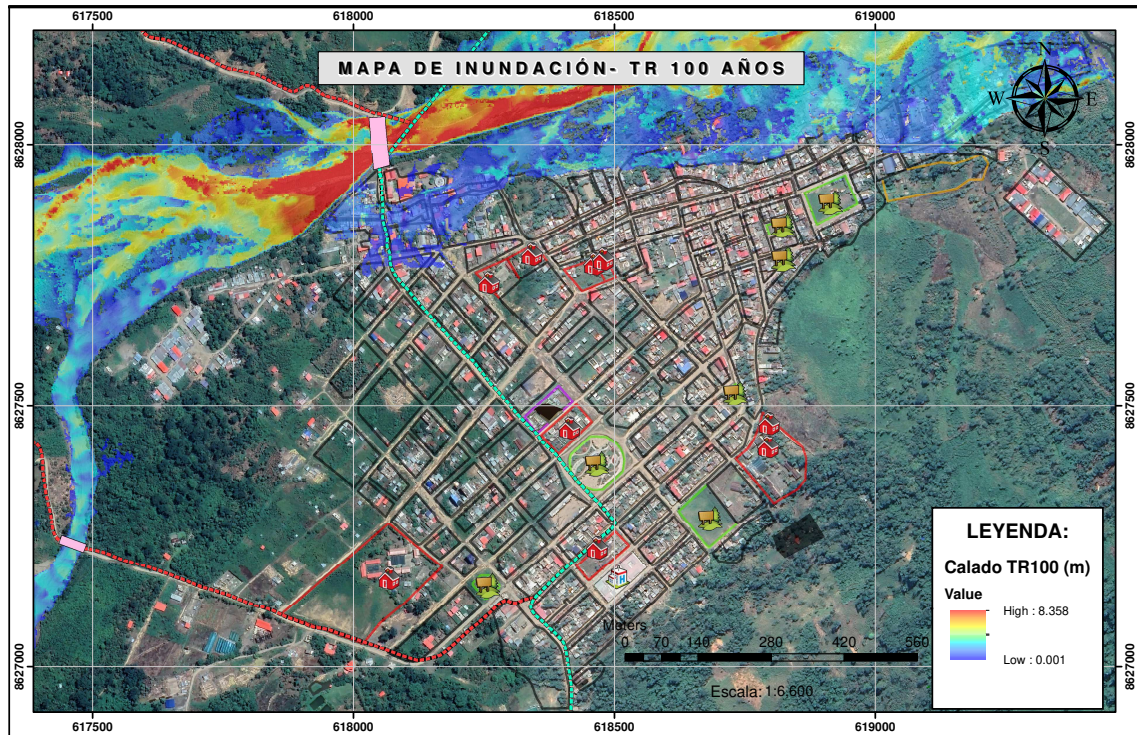 617500 618000 618500 619000
MAPA DE INUNDACIÓN- TR 100 AÑOS
N
W E
S
8628000 8628000
8627500 8627500
H
LEYENDA:
Calado TR100 (m)
Value
High : 8.358
Low : 0.001
Meters
0 70 140 280 420 560
Escala: 1:6,600
8627000 8627000
617500 618000 618500 619000